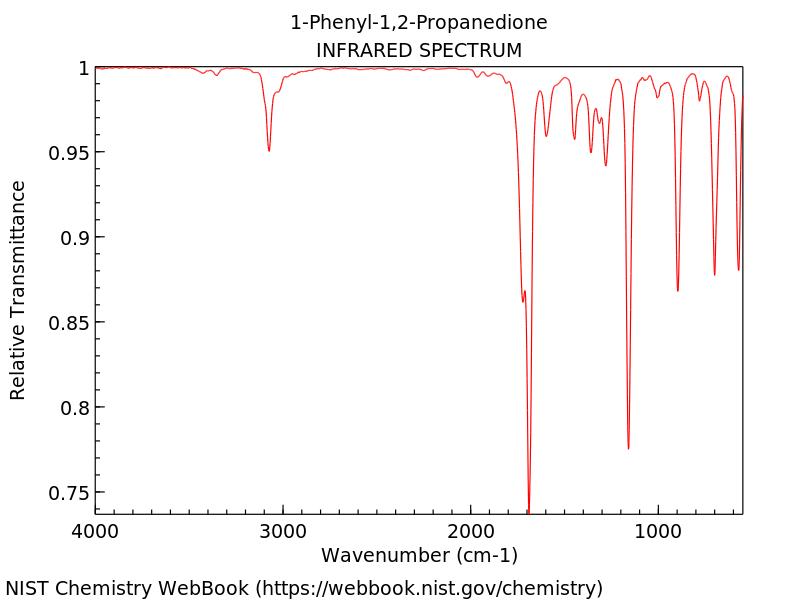 1-Phenyl-1,2-Propanedione
INFRARED SPECTRUM
1
0.95
0.9
0.85
0.8
0.75
Relative Transmittance
4000
3000
2000
1000
Wavenumber (cm-1)
NIST Chemistry WebBook (https://webbook.nist.gov/chemistry)